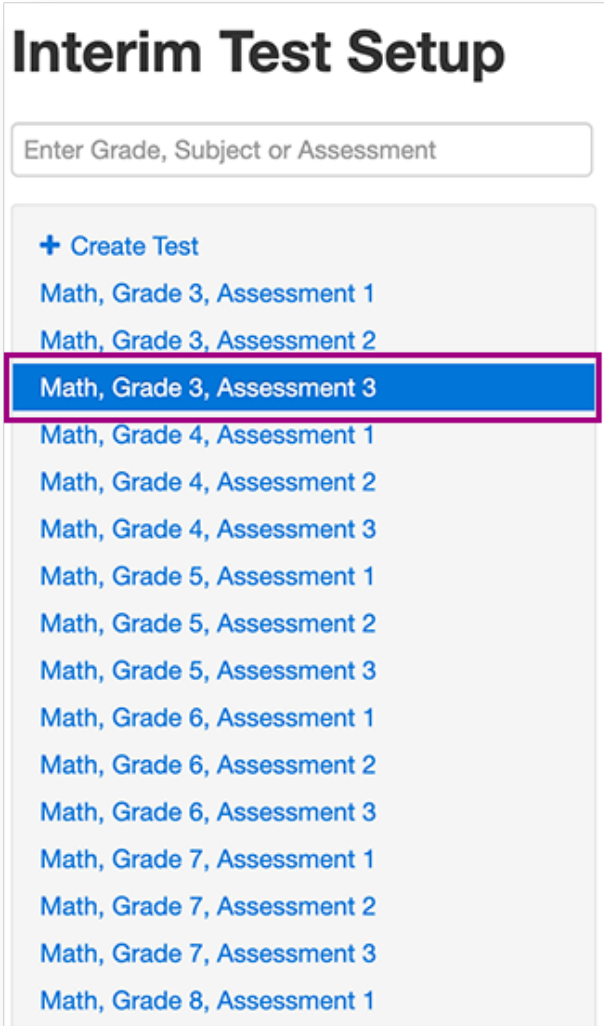 Interim Test Setup
Enter Grade, Subject or Assessment
+ Create Test
Math, Grade 3, Assessment 1
Math, Grade 3, Assessment 2
Math, Grade 3, Assessment 3
Math, Grade 4, Assessment 1
Math, Grade 4, Assessment 2
Math, Grade 4, Assessment 3
Math, Grade 5, Assessment 1
Math, Grade 5, Assessment 2
Math, Grade 5, Assessment 3
Math, Grade 6, Assessment 1
Math, Grade 6, Assessment 2
Math, Grade 6, Assessment 3
Math, Grade 7, Assessment 1
Math, Grade 7, Assessment 2
Math, Grade 7, Assessment 3
Math, Grade 8, Assessment 1